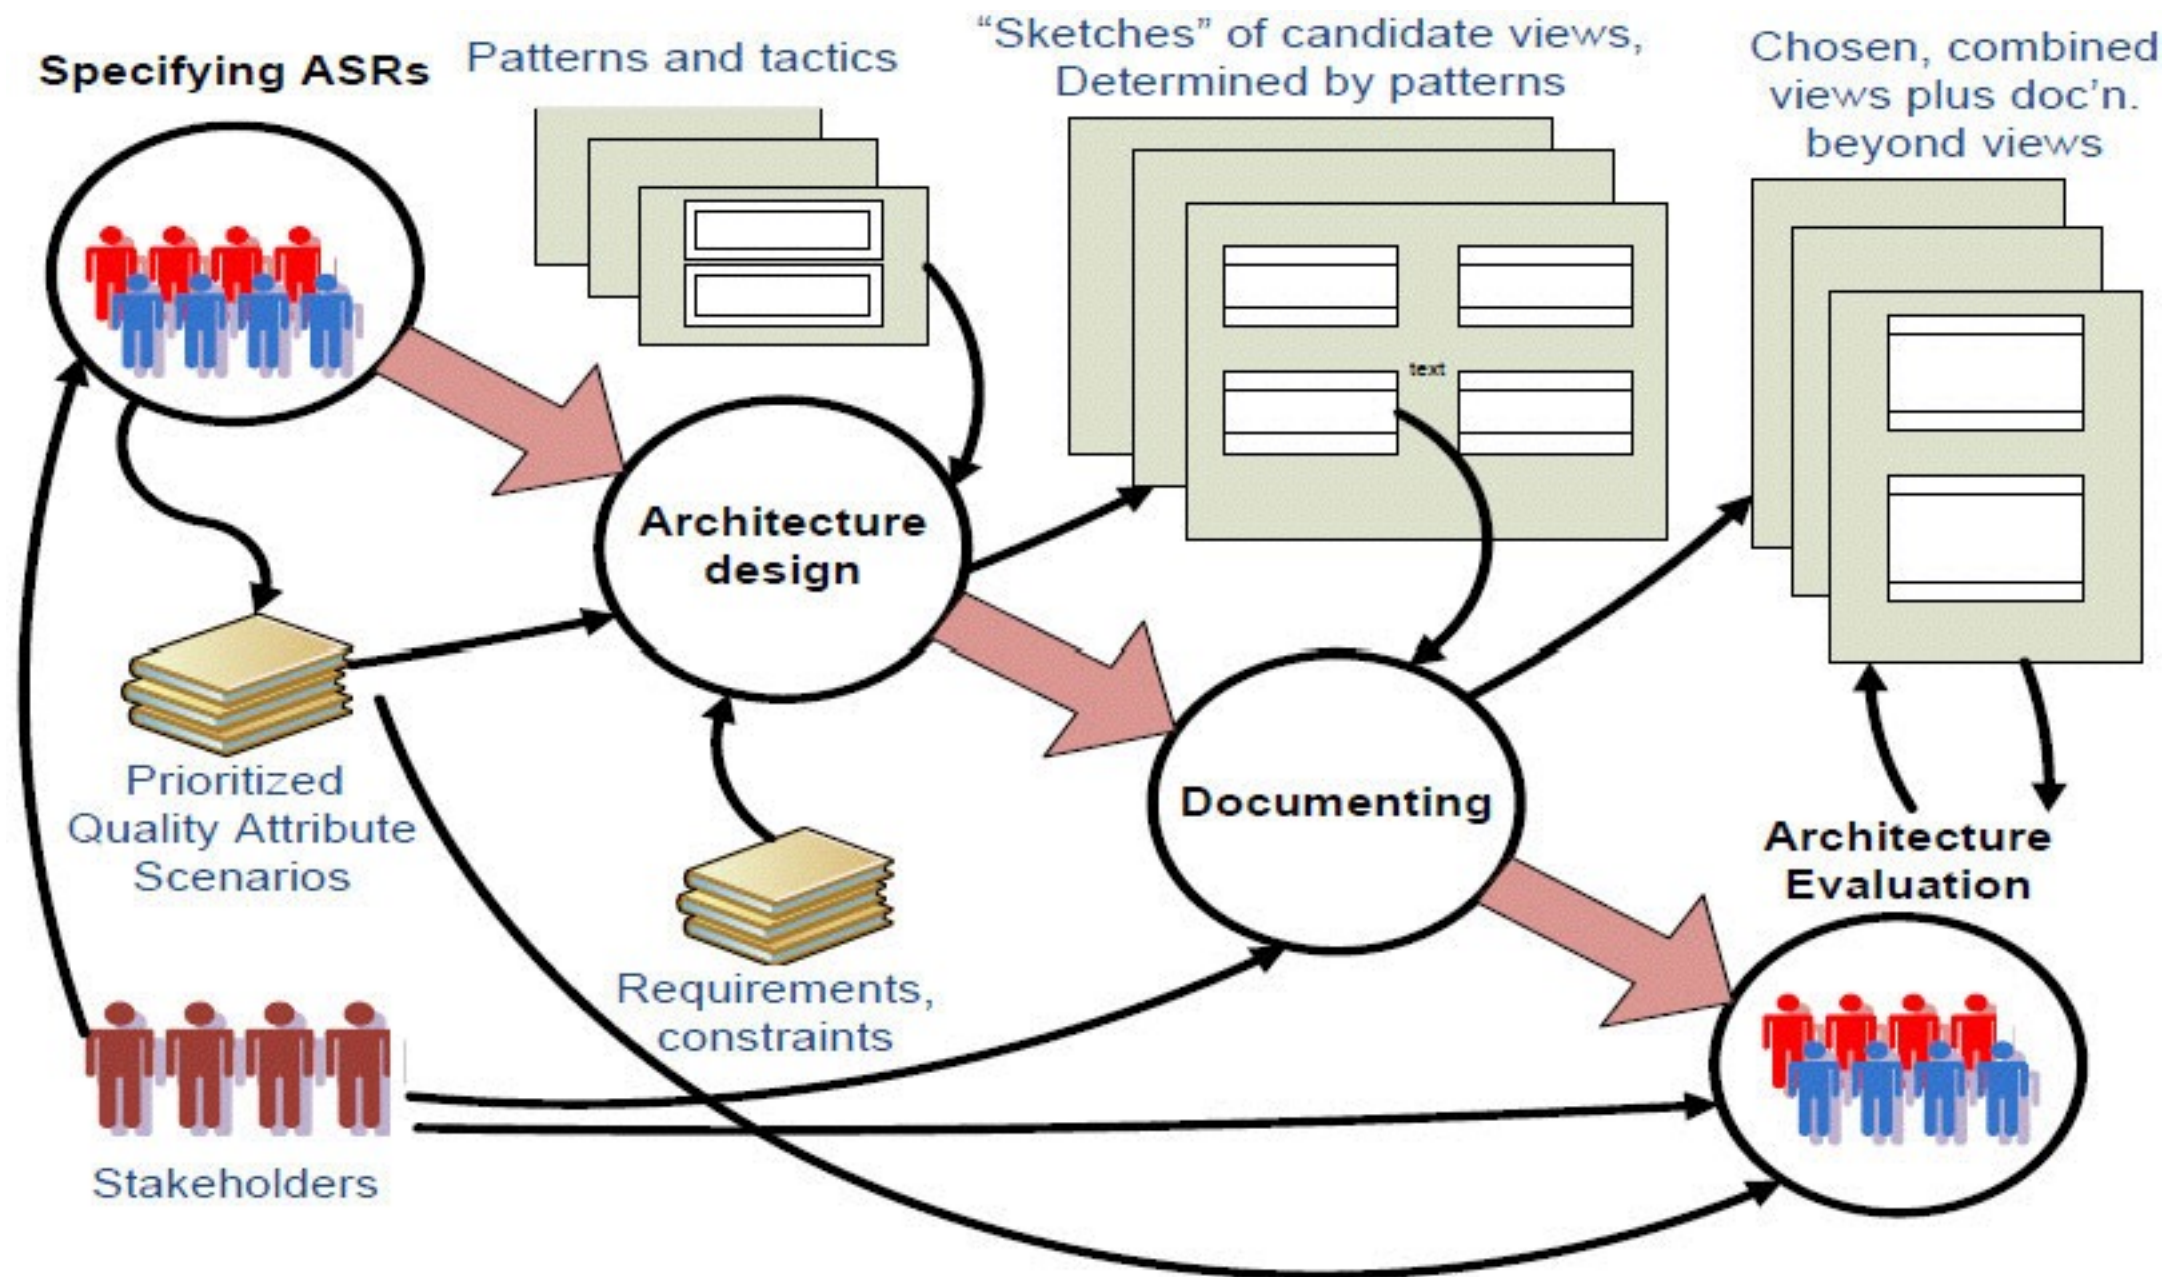 Specifying ASRs
Patterns and tactics
“Sketches” of candidate views,
Determined by patterns
Chosen, combined
views plus doc’n.
beyond views
text
Architecture
design
Prioritized
Quality Attribute
Scenarios
Documenting
Architecture
Evaluation
Requirements,
constraints
Stakeholders